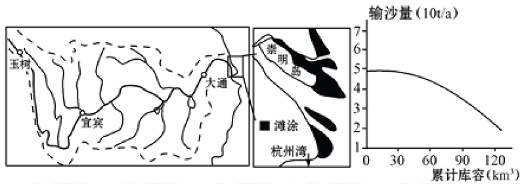 玉树
宜宾
大通
崇明岛
滩涂
杭州湾
输沙量 (10t/a)
7
6
5
4
3
2
1
0 30 60 90 120
累计库容(km³)